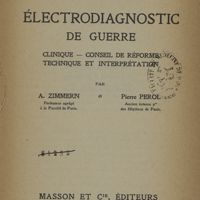 ÉLECTRODIAGNOSTIC
DE GUERRE
CLINIQUE — CONSEIL DE RÉFORME
TECHNIQUE ET INTERPRÉTATION
PAR
A. ZIMMERN et Pierre PEROL
Professeur agrégé Ancien interne
à la Faculté de Paris. des Hôpitaux de Paris.
MASSON ET Cie, ÉDITEURS